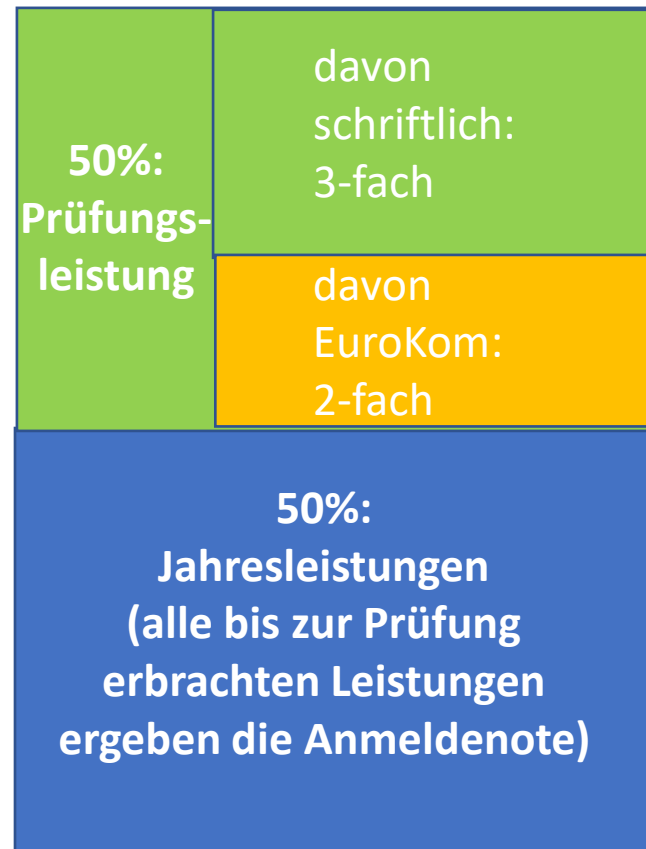 50%:
Prüfungs-
leistung
davon
schriftlich:
3-fach
davon
EuroKom:
2-fach
50%:
Jahresleistungen
(alle bis zur Prüfung
erbrachten Leistungen
ergeben die Anmeldenote)